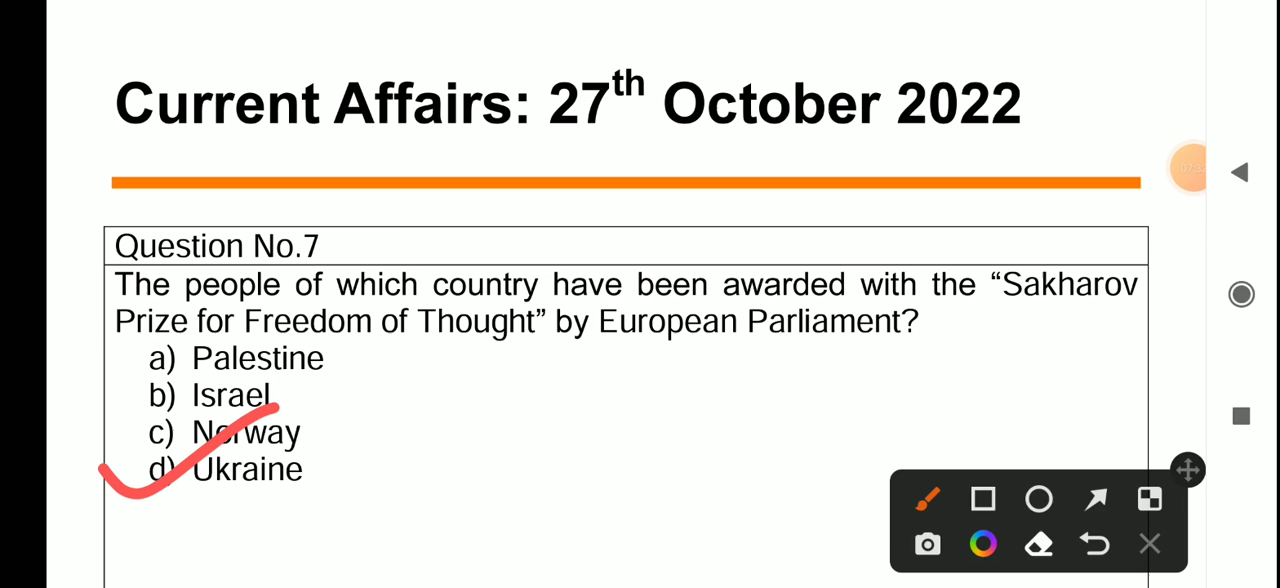 Current Affairs: 27th October 2022
Question No.7
The people of which country have been awarded with the “Sakharov
Prize for Freedom of Thought” by European Parliament?
a) Palestine
b) Israel
c) Norway
d) Ukraine